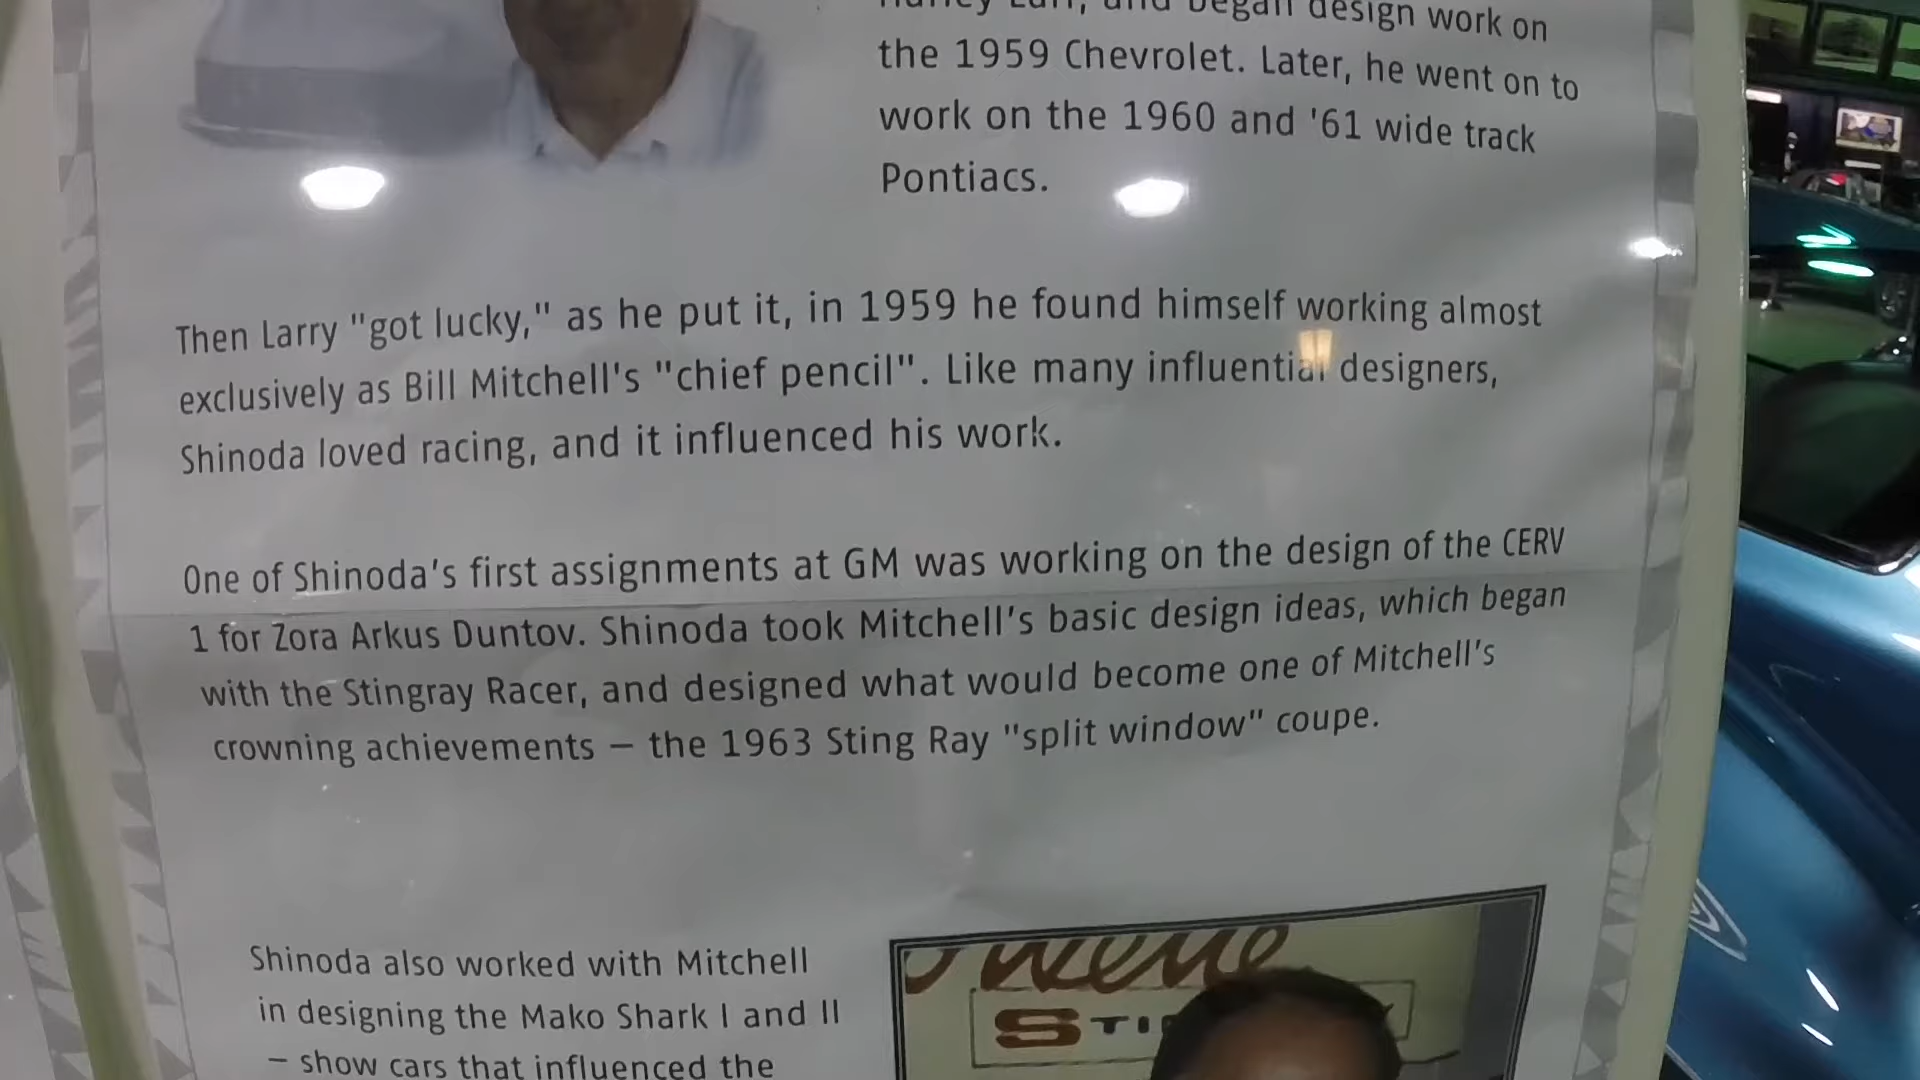 began design work on
the 1959 Chevrolet. Later, he went on to
work on the 1960 and '61 wide track
Pontiacs.
Then Larry "got lucky," as he put it, in 1959 he found himself working almost
exclusively as Bill Mitchell's "chief pencil". Like many influential designers,
Shinoda loved racing, and it influenced his work.
One of Shinoda's first assignments at GM was working on the design of the CERV
1 for Zora Arkus Duntov. Shinoda took Mitchell's basic design ideas, which began
with the Stingray Racer, and designed what would become one of Mitchell's
crowning achievements – the 1963 Sting Ray "split window" coupe.
Shinoda also worked with Mitchell
in designing the Mako Shark I and II
– show cars that influenced the